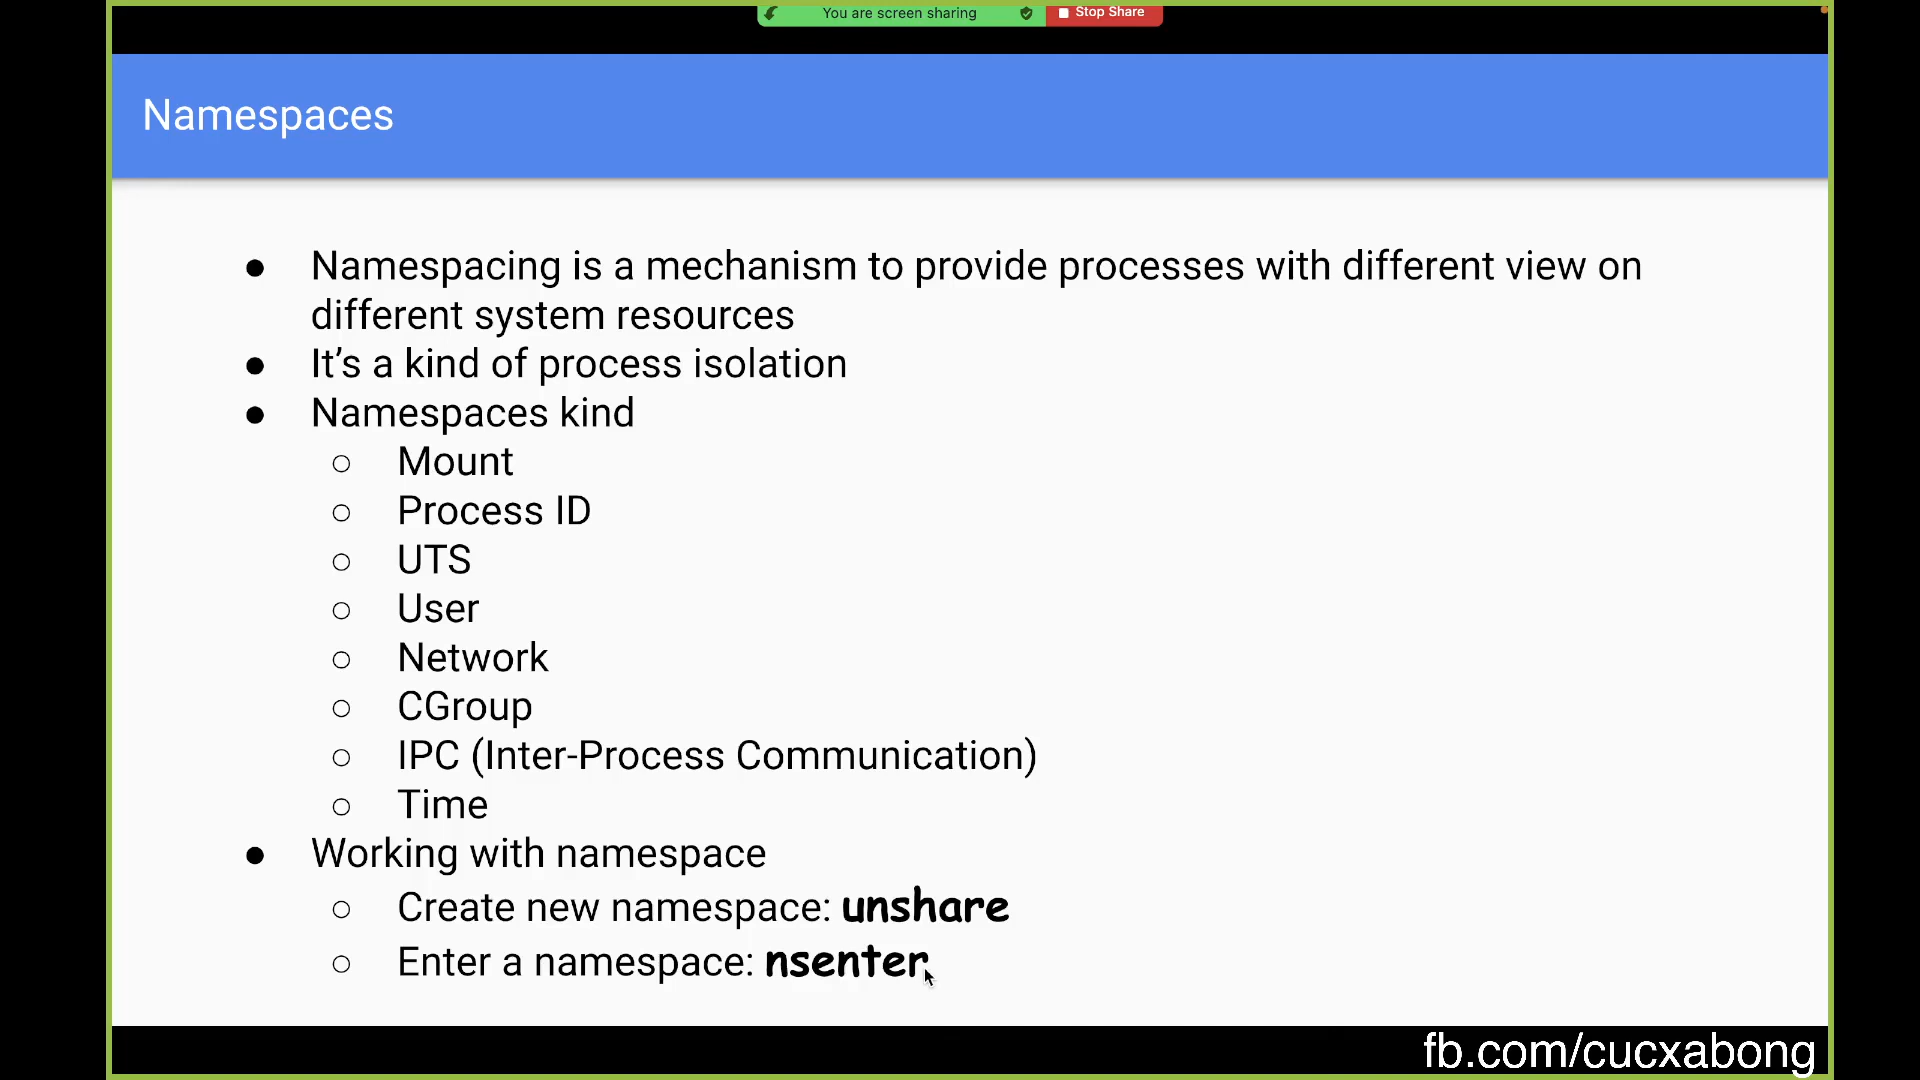 You are screen sharing
Stop Share
Namespaces
● Namespacing is a mechanism to provide processes with different view on
different system resources
● It’s a kind of process isolation
● Namespaces kind
○ Mount
○ Process ID
○ UTS
○ User
○ Network
○ CGroup
○ IPC (Inter-Process Communication)
○ Time
● Working with namespace
○ Create new namespace: unshare
○ Enter a namespace: nsenter
fb.com/cucxabong